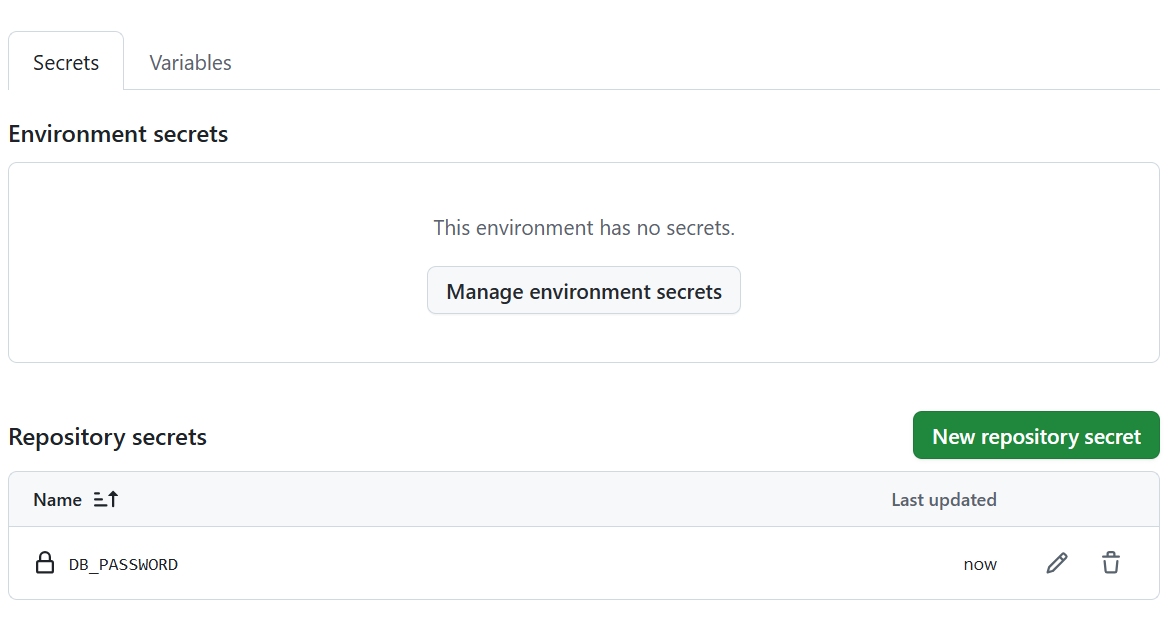 Secrets Variables
Environment secrets
This environment has no secrets.
Manage environment secrets
Repository secrets New repository secret
Name Last updated
DB_PASSWORD now